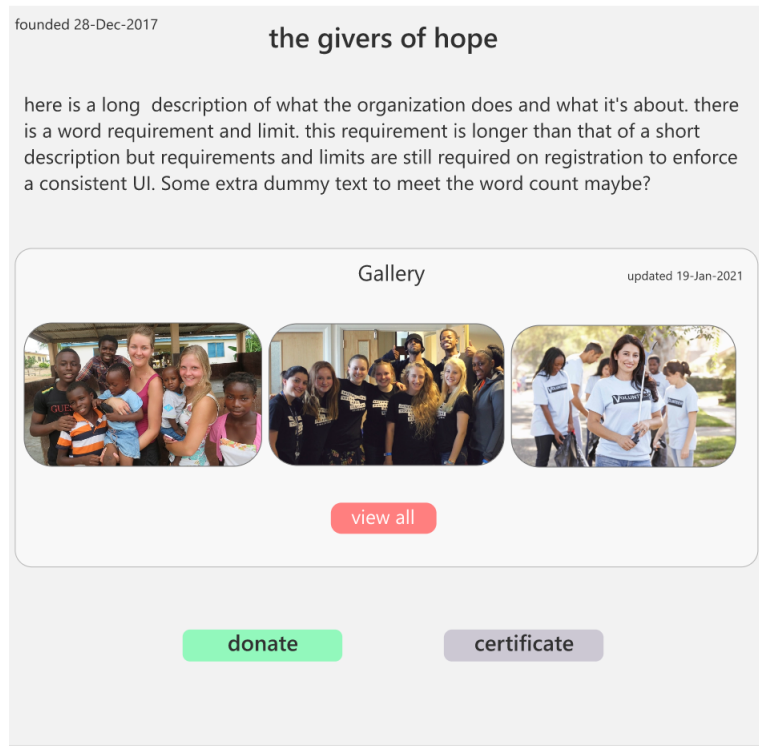 founded 28-Dec-2017
the givers of hope
here is a long  description of what the organization does and what it's about. there
is a word requirement and limit. this requirement is longer than that of a short
description but requirements and limits are still required on registration to enforce
a consistent UI. Some extra dummy text to meet the word count maybe?
Gallery
updated 19-Jan-2021
GUESS
VOLUNTEER
view all
donate
certificate